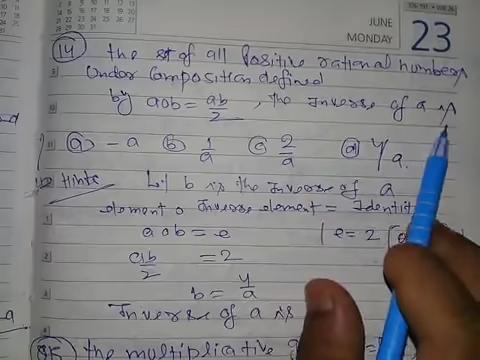 JUNE
MONDAY 23
(14) the set of all Positive rational numbers
Under Composition defined
by aob = ab/2, the Inverse of a is
(a) -a (b) 1/a (c) 2/a (d) 4/a.
Hints Let b is the Inverse of a
element o Inverse element = Identit
aob = e | e = 2
ab/2 = 2
b = 4/a
Inverse of a is
the multiplicative